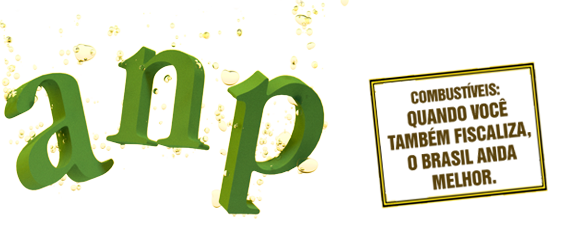 anp
COMBUSTÍVEIS:
QUANDO VOCÊ
TAMBÉM FISCALIZA,
O BRASIL ANDA
MELHOR.